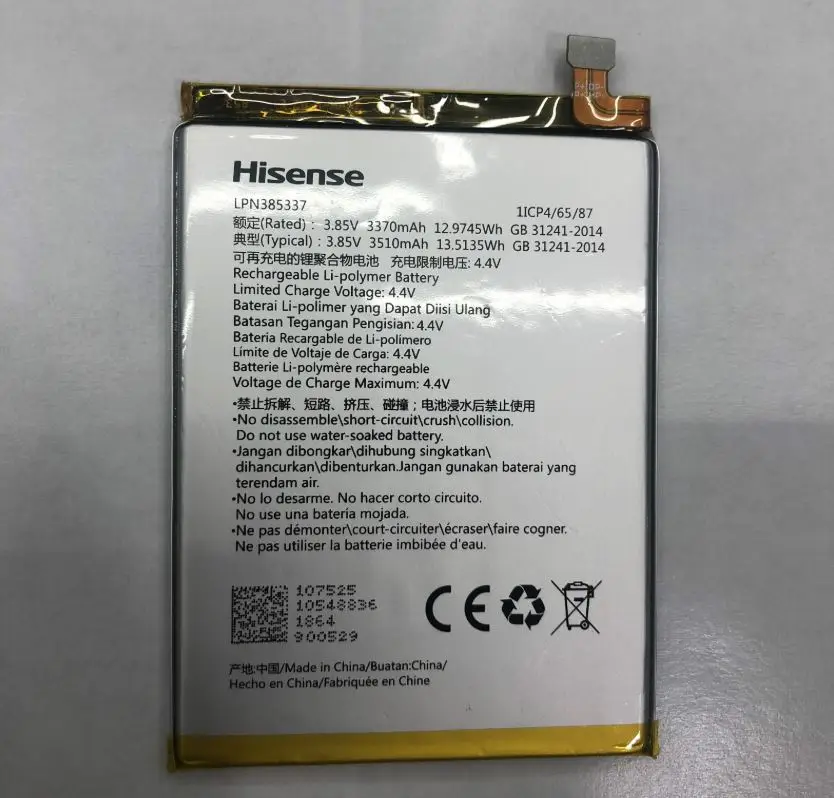 Hisense
LPN385337
1ICP4/65/87
额定(Rated) : 3.85V 3370mAh 12.9745Wh GB 31241-2014
典型(Typical) : 3.85V 3510mAh 13.5135Wh GB 31241-2014
可再充电的锂聚合物电池 充电限制电压: 4.4V
Rechargeable Li-polymer Battery
Limited Charge Voltage: 4.4V
Baterai Li-polimer yang Dapat Diisi Ulang
Batasan Tegangan Pengisian: 4.4V
Batería Recargable de Li-polímero
Límite de Voltaje de Carga: 4.4V
Batterie Li-polymère rechargeable
Voltage de Charge Maximum: 4.4V
•禁止拆解、短路、挤压、碰撞；电池浸水后禁止使用
•No disassemble\short-circuit\crush\collision.
Do not use water-soaked battery.
•Jangan dibongkar\dihubung singkatkan\
dihancurkan\dibenturkan.Jangan gunakan baterai yang
terendam air.
•No lo desarme. No hacer corto circuito.
No use una batería mojada.
•Ne pas démonter\court-circuiter\écraser\faire cogner.
Ne pas utiliser la batterie imbibée d'eau.
107525
10548836
1864
900529
CE
产地:中国/Made in China/Buatan:China/
Hecho en China/Fabriquée en Chine